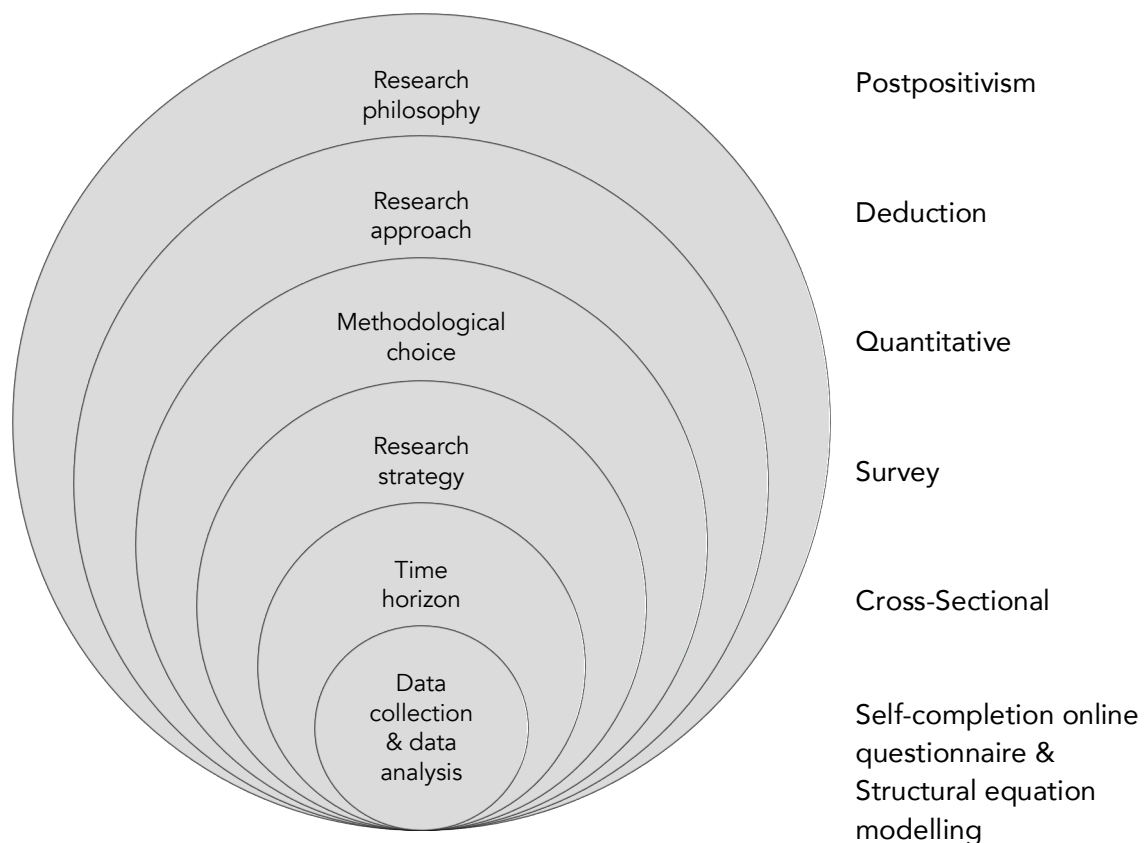 Research
philosophy
Postpositivism
Research
approach
Deduction
Methodological
choice
Quantitative
Research
strategy
Survey
Time
horizon
Cross-Sectional
Data
collection
& data
analysis
Self-completion online
questionnaire &
Structural equation
modelling